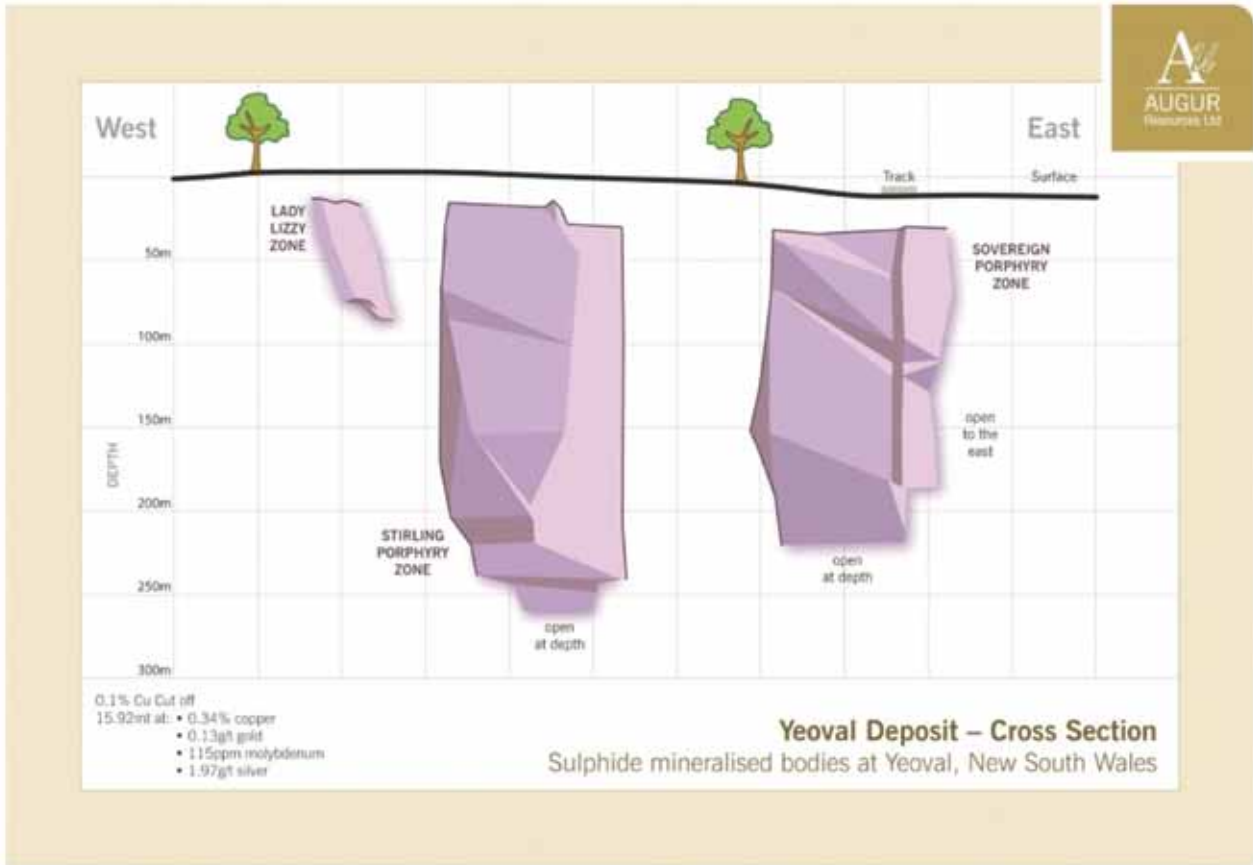 AUGUR
Resources Ltd
West
East
Track
Surface
LADY
LIZZY
ZONE
SOVEREIGN
PORPHYRY
ZONE
50m
100m
150m
200m
250m
300m
DEPTH
open
to the
east
STIRLING
PORPHYRY
ZONE
open
at depth
open
at depth
0.1% Cu Cut off
15.92mt at: • 0.34% copper
• 0.13g/t gold
• 115ppm molybdenum
• 1.97g/t silver
Yeoval Deposit – Cross Section
Sulphide mineralised bodies at Yeoval, New South Wales